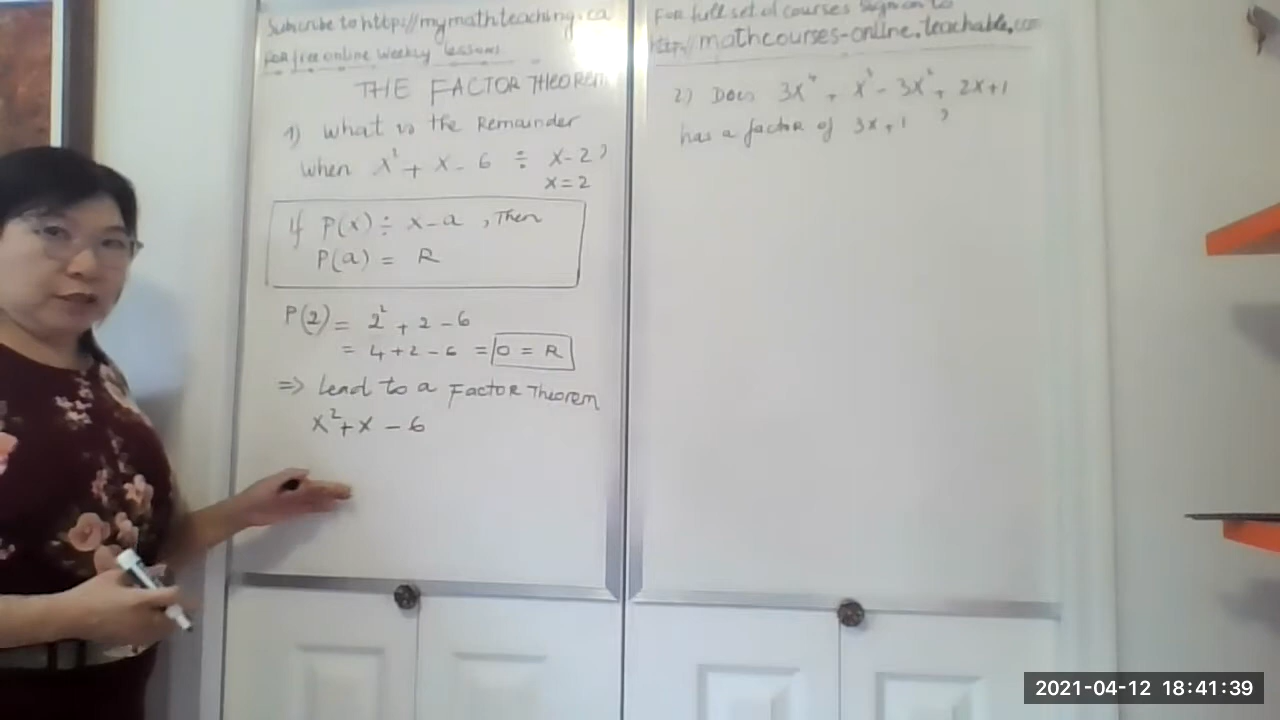 Subscribe to http://mymathteaching.ca
For free online weekly lessons
THE FACTOR THEOREM
1) What is the Remainder
when x² + x - 6 ÷ x-2 ?
x=2
If P(x) ÷ x-a, Then
P(a) = R
P(2) = 2² + 2 - 6
= 4+2-6 = 0 = R
=> Lead to a Factor Theorem
x²+x - 6
For full set of courses sign on to
http://mathcourses-online.teachable.com
2) Does 3x⁴ + x³ - 3x² + 2x+1
has a factor of 3x+1 ?
2021-04-12 18:41:39